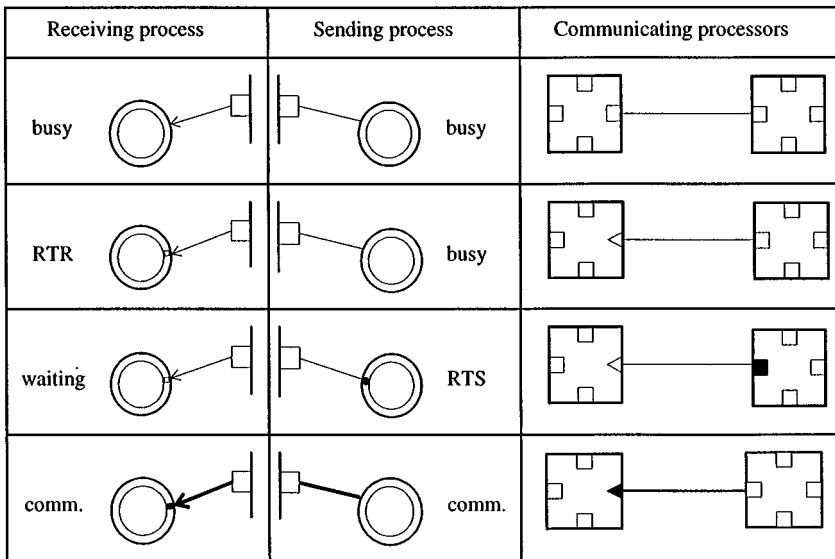 Receiving process Sending process Communicating processors
busy busy
RTR busy
waiting RTS
comm. comm.